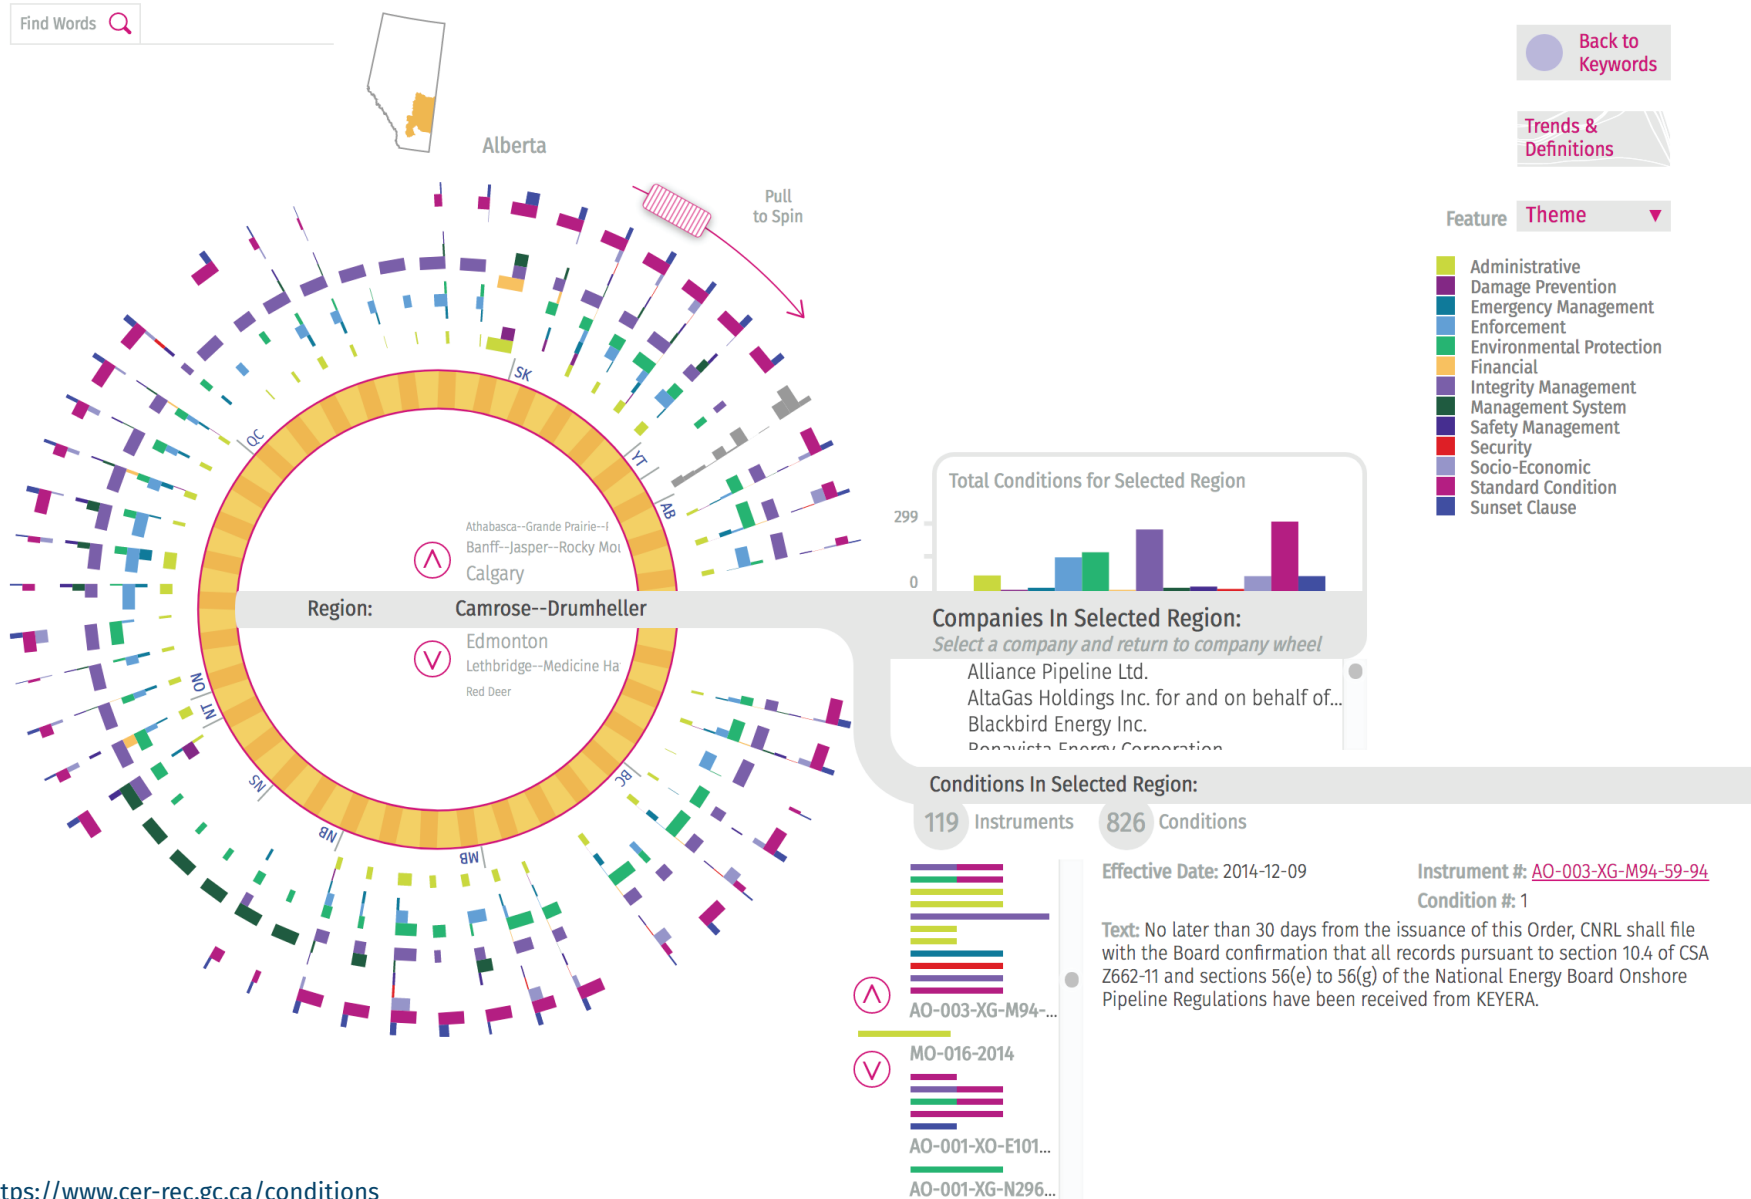 Find Words
Alberta
Pull
to Spin
Back to
Keywords
Trends &
Definitions
Feature
Theme
Administrative
Damage Prevention
Emergency Management
Enforcement
Environmental Protection
Financial
Integrity Management
Management System
Safety Management
Security
Socio-Economic
Standard Condition
Sunset Clause
SK
YT
AB
BC
MB
NB
NS
NT
ON
QC
Athabasca--Grande Prairie--
Banff--Jasper--Rocky Mou
Calgary
Region:
Camrose--Drumheller
Edmonton
Lethbridge--Medicine Ha
Red Deer
Total Conditions for Selected Region
299
0
Companies In Selected Region:
Select a company and return to company wheel
Alliance Pipeline Ltd.
AltaGas Holdings Inc. for and on behalf of...
Blackbird Energy Inc.
Bonavista Energy Corporation
Conditions In Selected Region:
119 Instruments
826 Conditions
AO-003-XG-M94-...
MO-016-2014
AO-001-XO-E101...
AO-001-XG-N296...
Effective Date: 2014-12-09
Instrument #: AO-003-XG-M94-59-94
Condition #: 1
Text: No later than 30 days from the issuance of this Order, CNRL shall file
with the Board confirmation that all records pursuant to section 10.4 of CSA
Z662-11 and sections 56(e) to 56(g) of the National Energy Board Onshore
Pipeline Regulations have been received from KEYERA.
tps://www.cer-rec.gc.ca/conditions